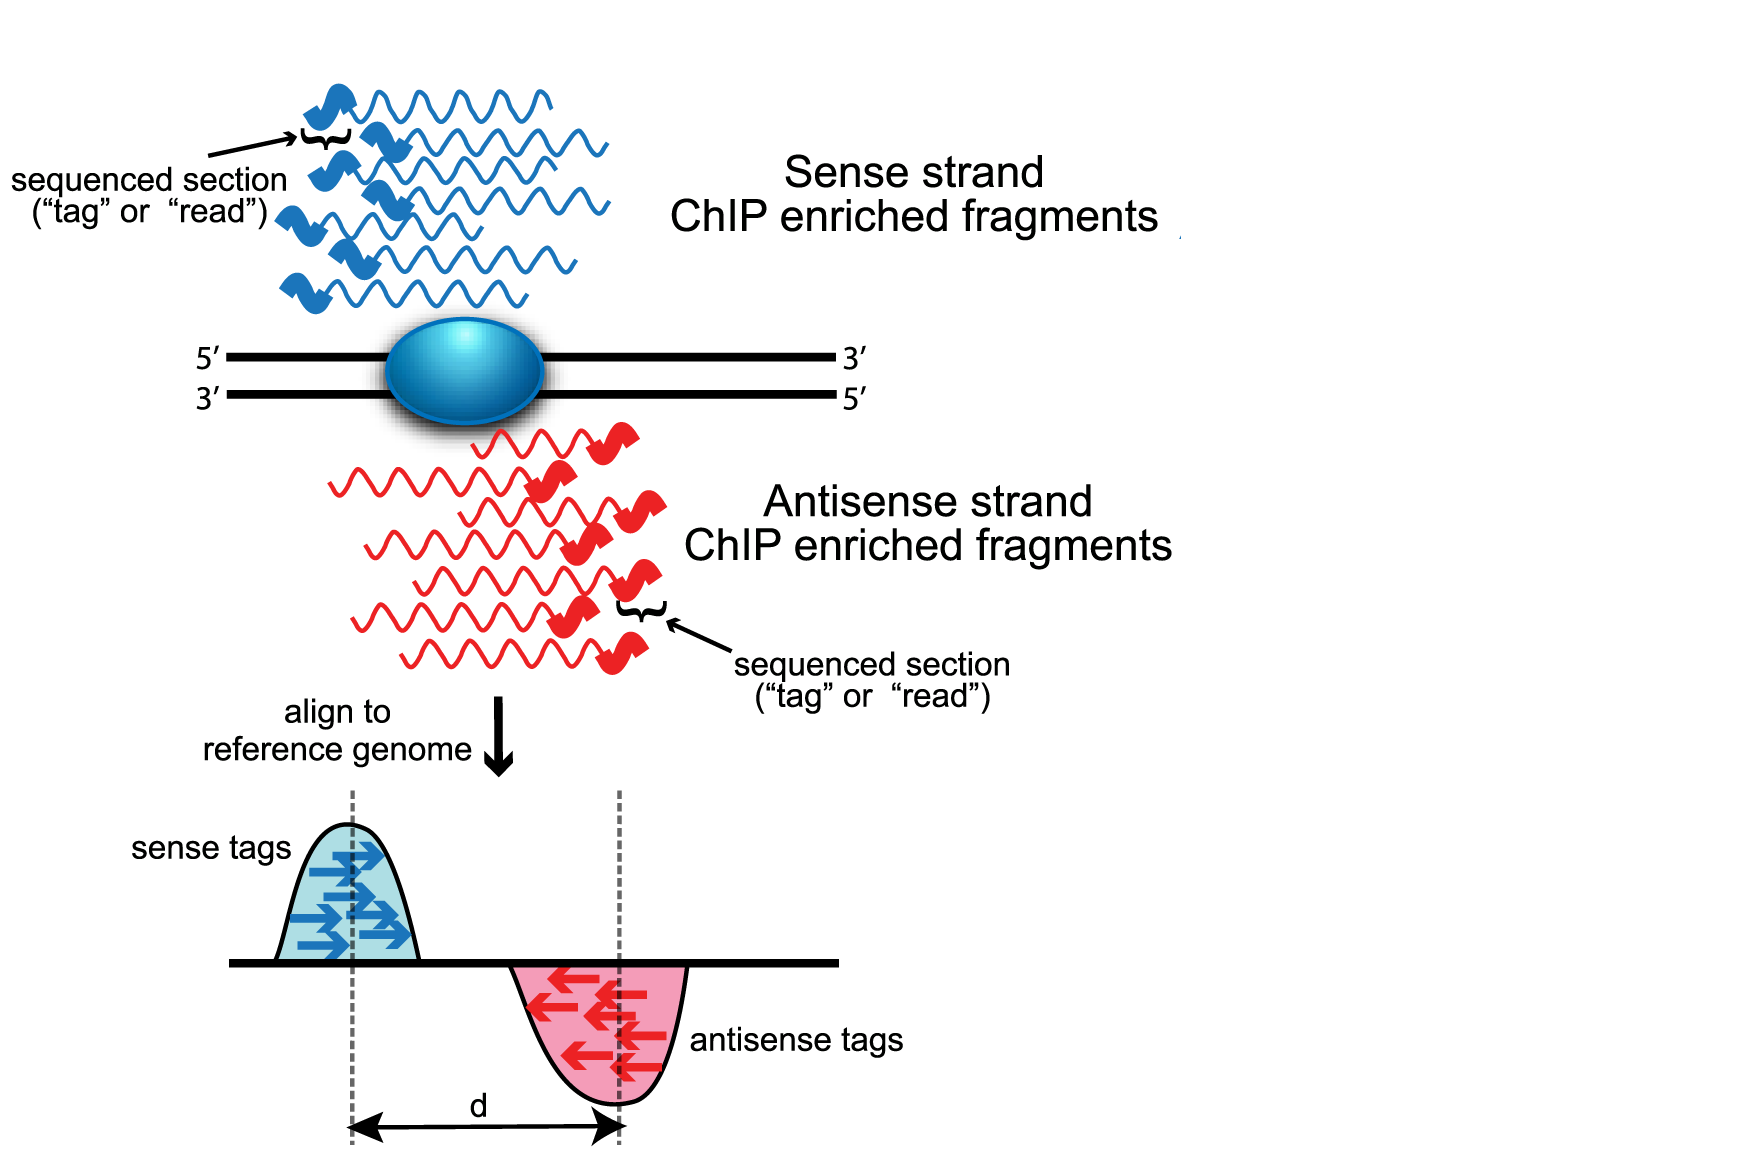 sequenced section
(“tag” or “read”)
Sense strand
ChIP enriched fragments
5’
3’
3’
5’
Antisense strand
ChIP enriched fragments
sequenced section
(“tag” or “read”)
align to
reference genome
sense tags
antisense tags
d